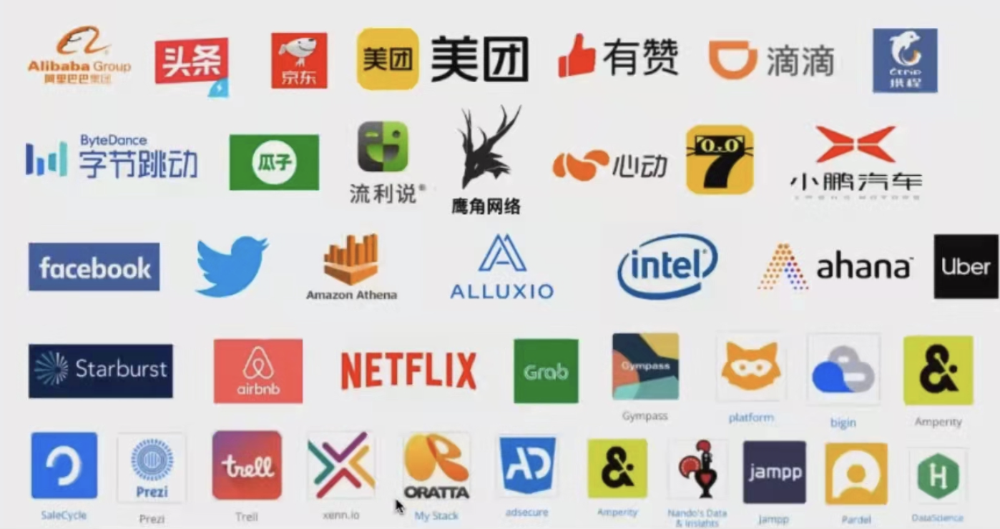 Alibaba Group
阿里巴巴集团
头条
京东
美团
美团
有赞
滴滴
Ctrip
携程
ByteDance
字节跳动
瓜子
流利说®
鹰角网络
心动
7
小鹏汽车
facebook
Amazon Athena
ALLUXIO
intel®
ahana™
Uber
Starburst
airbnb
NETFLIX
Grab
Gympass
Gympass
platform
bigin
Amperity
SaleCycle
Prezi
Prezi
trell
Trell
xenn.io
ORATTA
My Stack
AD
adsecure
Amperity
Nando's Data
& Insights
jampp
Jampp
Pardel
H
DataScience